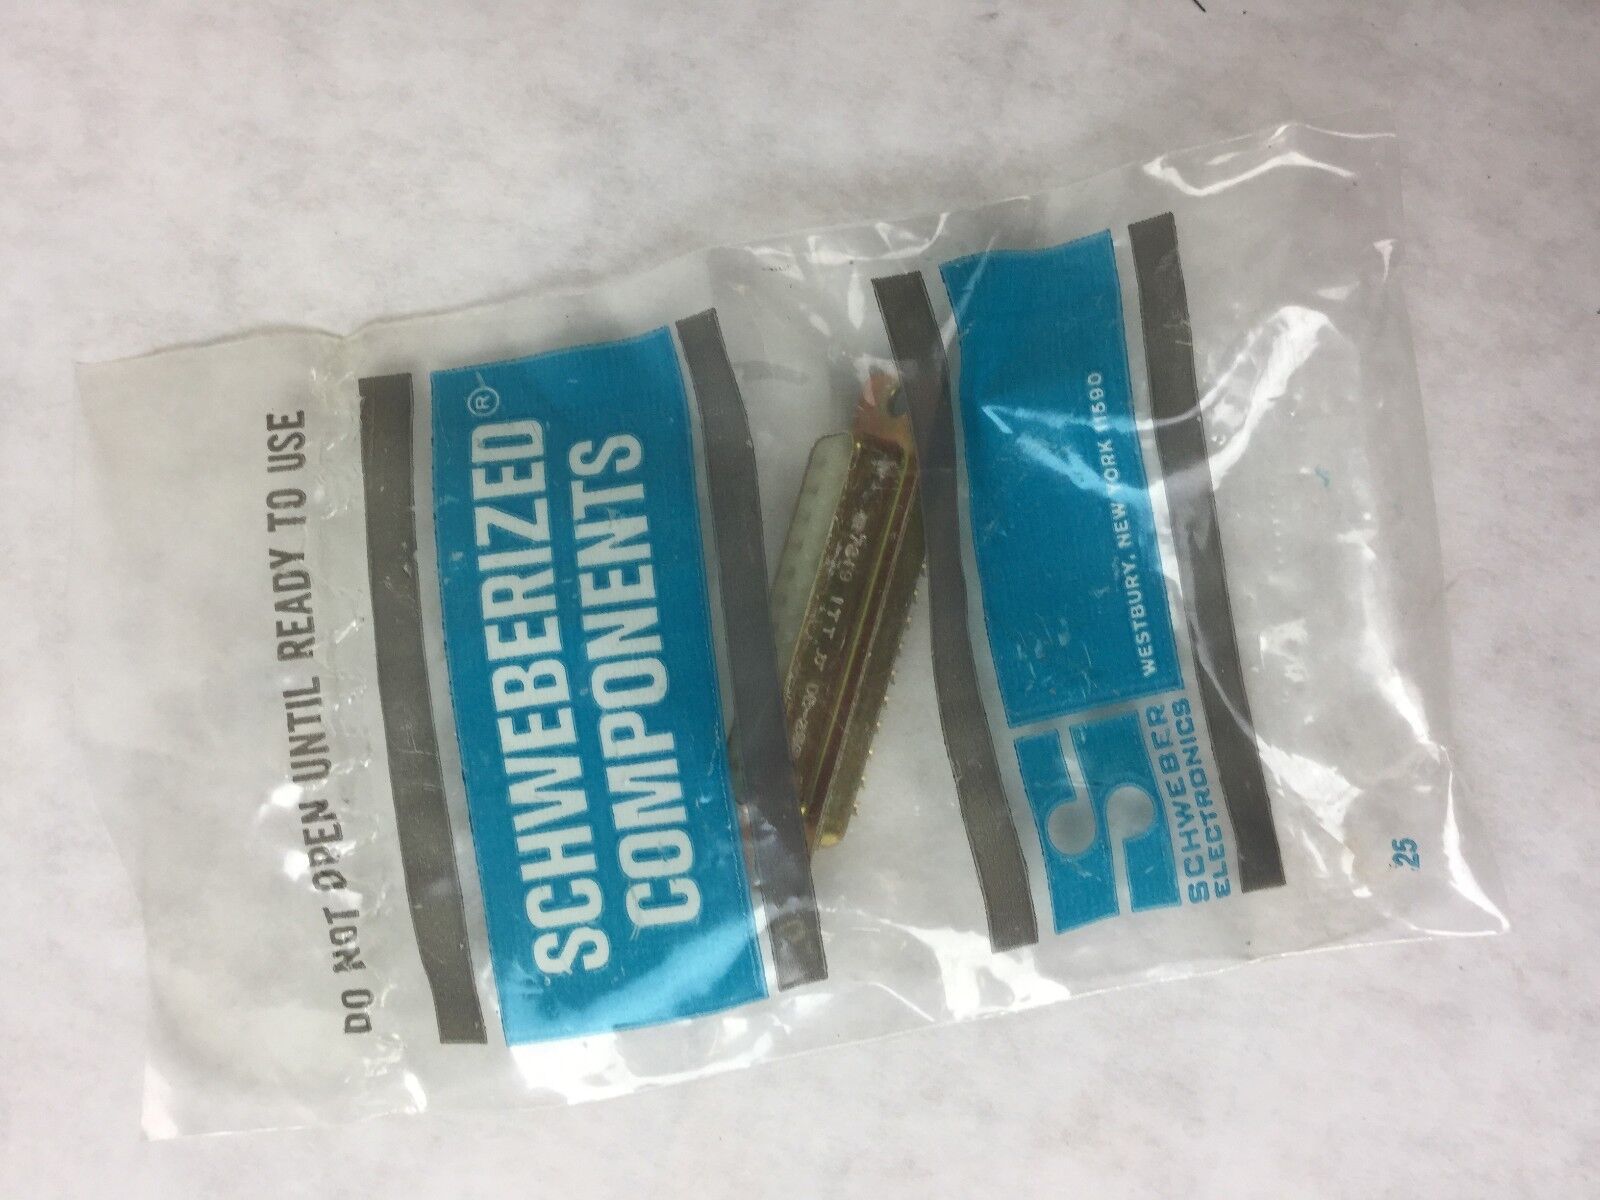 DO NOT OPEN UNTIL READY TO USE
SCHWEBERIZED®
COMPONENTS
WESTBURY, NEW YORK 11590
SCHWEBER
ELECTRONICS
25